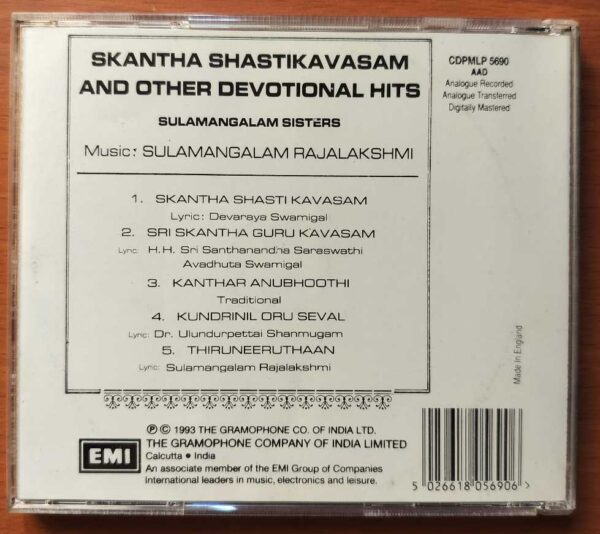 SKANTHA SHASTIKAVASAM
AND OTHER DEVOTIONAL HITS
SULAMANGALAM SISTERS
Music: SULAMANGALAM RAJALAKSHMI
1. SKANTHA SHASTI KAVASAM
Lyric: Devaraya Swamigal
2. SRI SKANTHA GURU KAVASAM
Lyric: H.H. Sri Santhanandha Saraswathi
Avadhuta Swamigal
3. KANTHAR ANUBHOOTHI
Traditional
4. KUNDRINIL ORU SEVAL
Lyric: Dr. Ulundurpettai Shanmugam
5. THIRUNEERUTHAAN
Lyric: Sulamangalam Rajalakshmi
CDPMLP 5690
AAD
Analogue Recorded
Analogue Transferred
Digitally Mastered
Made in England
EMI
℗ © 1993 THE GRAMOPHONE CO. OF INDIA LTD.
THE GRAMOPHONE COMPANY OF INDIA LIMITED
Calcutta • India
An associate member of the EMI Group of Companies
International leaders in music, electronics and leisure.
5 026618 056906 >